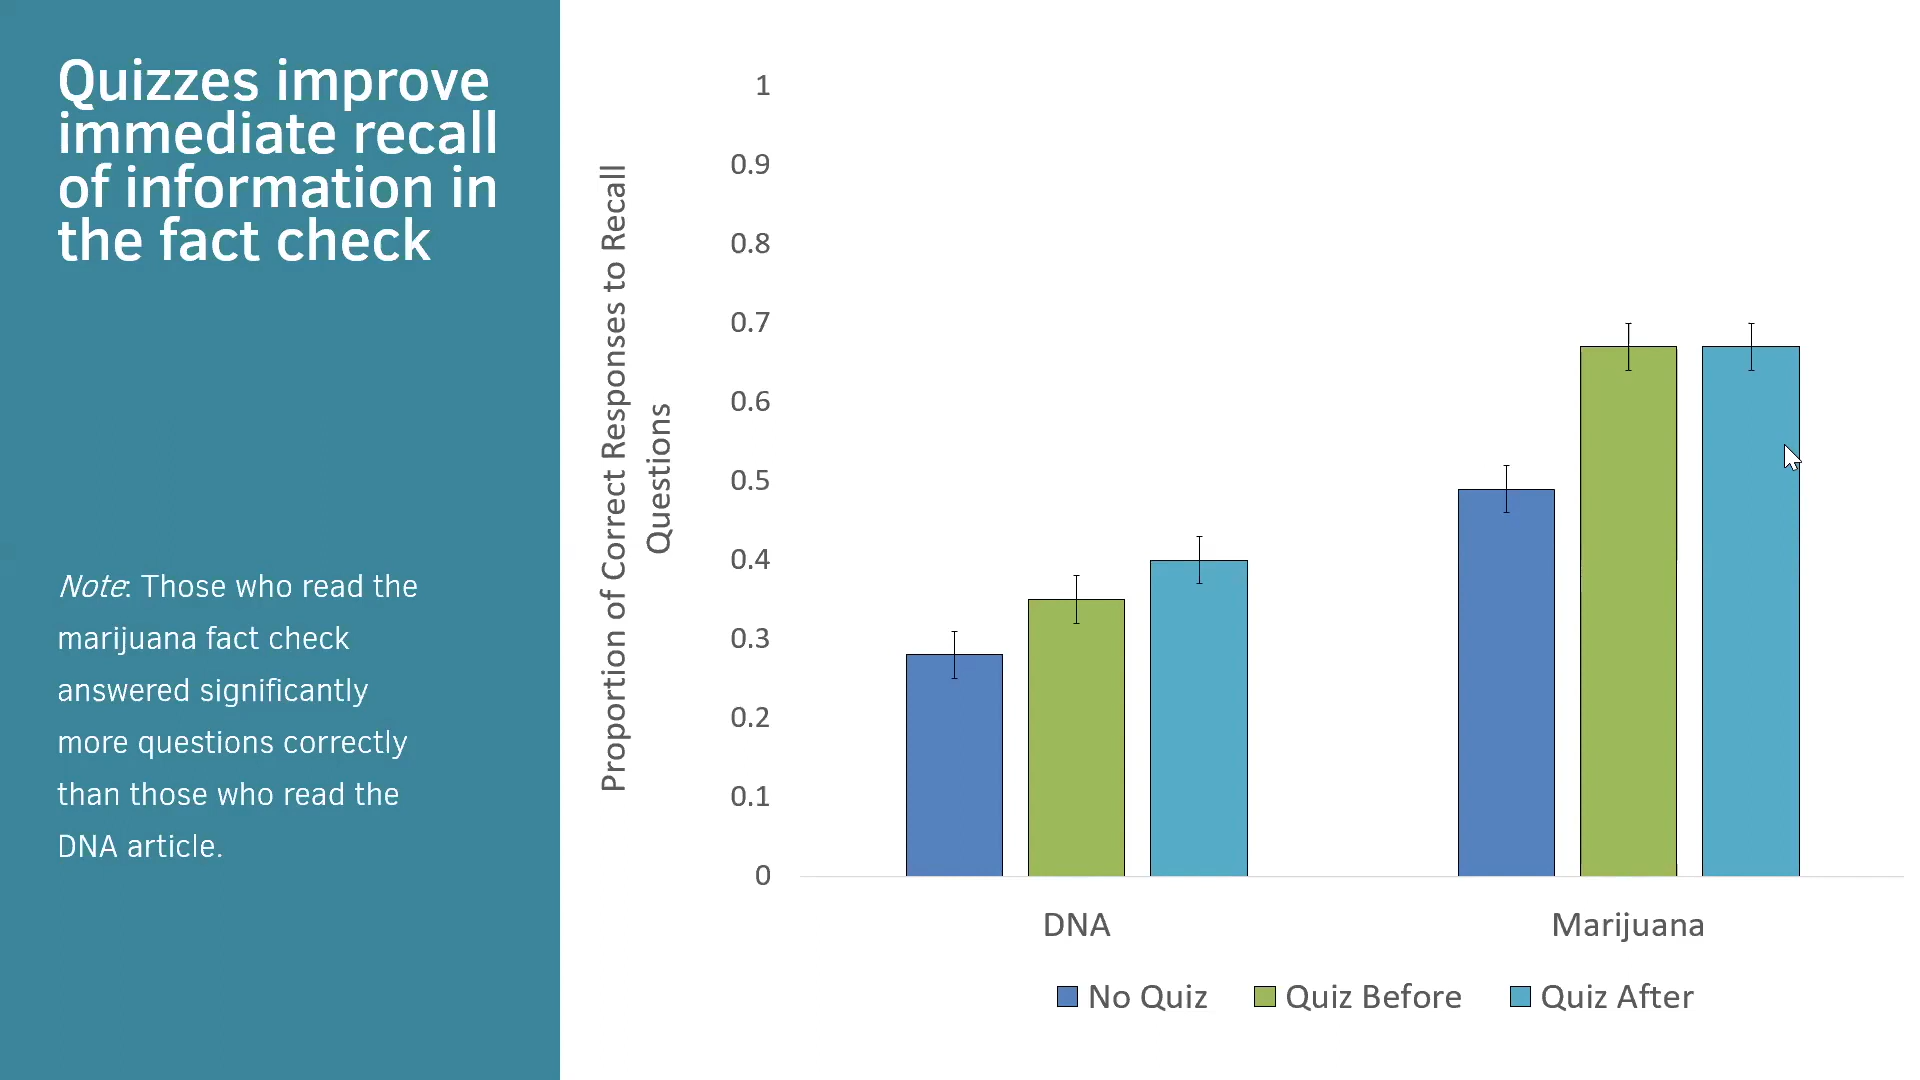 Quizzes improve
immediate recall
of information in
the fact check
Note: Those who read the
marijuana fact check
answered significantly
more questions correctly
than those who read the
DNA article.
Proportion of Correct Responses to Recall
Questions
1
0.9
0.8
0.7
0.6
0.5
0.4
0.3
0.2
0.1
0
DNA
Marijuana
No Quiz
Quiz Before
Quiz After